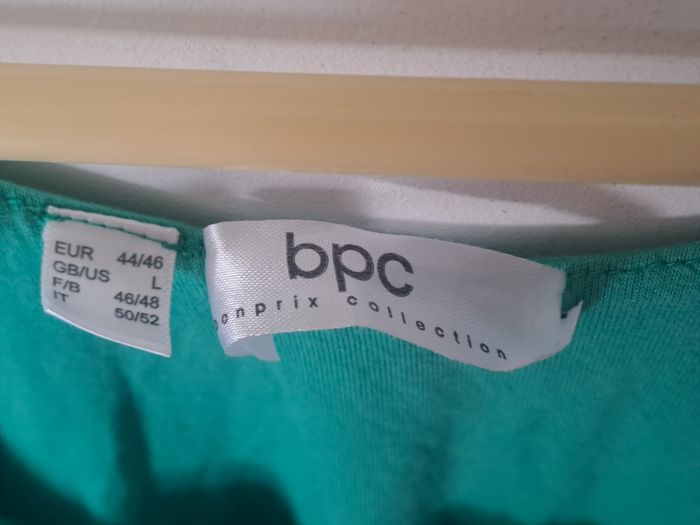 EUR 44/46
GB/US L
F/B 46/48
IT 50/52
bpc
bonprix collection